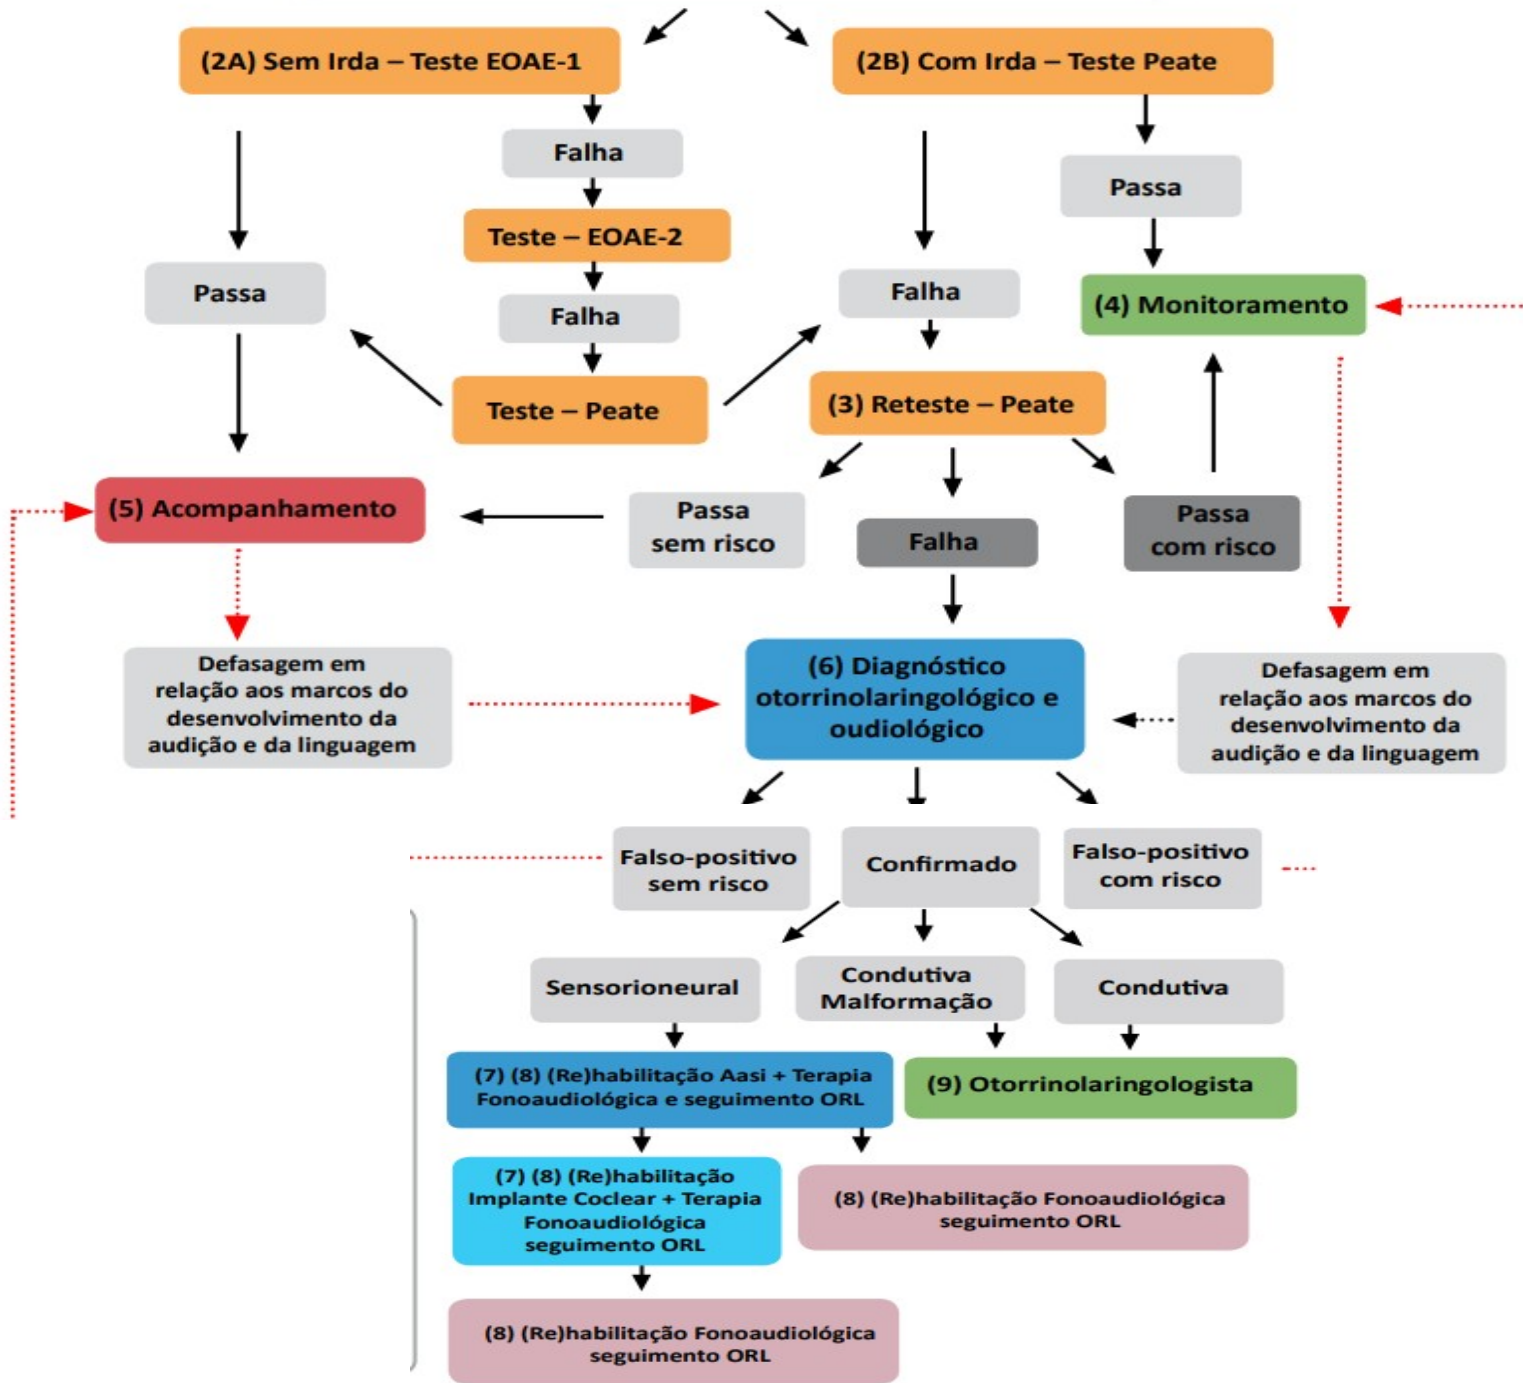 (2A) Sem Irda – Teste EOAE-1
(2B) Com Irda – Teste Peate
Falha
Passa
Teste – EOAE-2
Passa
Falha
Falha
(4) Monitoramento
Teste – Peate
(3) Reteste – Peate
(5) Acompanhamento
Passa
sem risco
Falha
Passa
com risco
Defasagem em
relação aos marcos do
desenvolvimento da
audição e da linguagem
(6) Diagnóstico
otorrinolaringológico e
oudiológico
Defasagem em
relação aos marcos do
desenvolvimento da
audição e da linguagem
Falso-positivo
sem risco
Confirmado
Falso-positivo
com risco
Sensorioneural
Condutiva
Malformação
Condutiva
(7) (8) (Re)habilitação Aasi + Terapia
Fonoaudiológica e seguimento ORL
(9) Otorrinolaringologista
(7) (8) (Re)habilitação
Implante Coclear + Terapia
Fonoaudiológica
seguimento ORL
(8) (Re)habilitação Fonoaudiológica
seguimento ORL
(8) (Re)habilitação Fonoaudiológica
seguimento ORL